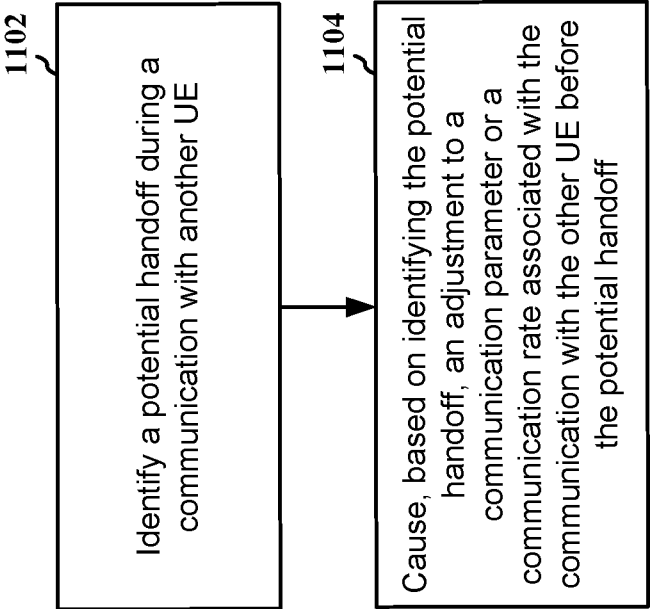 1102
Identify a potential handoff during a
communication with another UE
1104
Cause, based on identifying the potential
handoff, an adjustment to a
communication parameter or a
communication rate associated with the
communication with the other UE before
the potential handoff